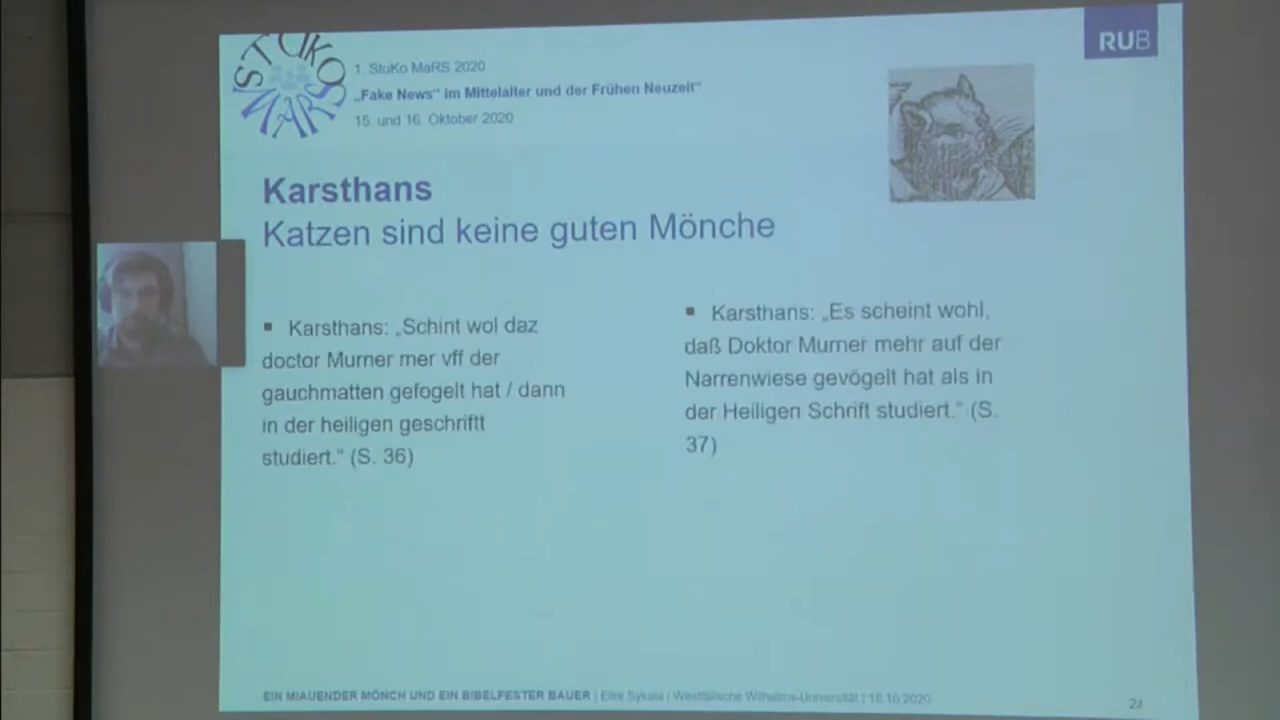 STUKO
MARS
RUB
1. StuKo MaRS 2020
„Fake News“ im Mittelalter und der Frühen Neuzeit“
15. und 16. Oktober 2020
Karsthans
Katzen sind keine guten Mönche
▪ Karsthans: „Schint wol daz
doctor Murner mer vff der
gauchmatten gefogelt hat / dann
in der heiligen geschriftt
studiert.“ (S. 36)
▪ Karsthans: „Es scheint wohl,
daß Doktor Murner mehr auf der
Narrenwiese gevögelt hat als in
der Heiligen Schrift studiert.“ (S.
37)
EIN MIAUENDER MÖNCH UND EIN BIBELFESTER BAUER | Sykala | Westfälische Wilhelms-Universität | 16.10.2020